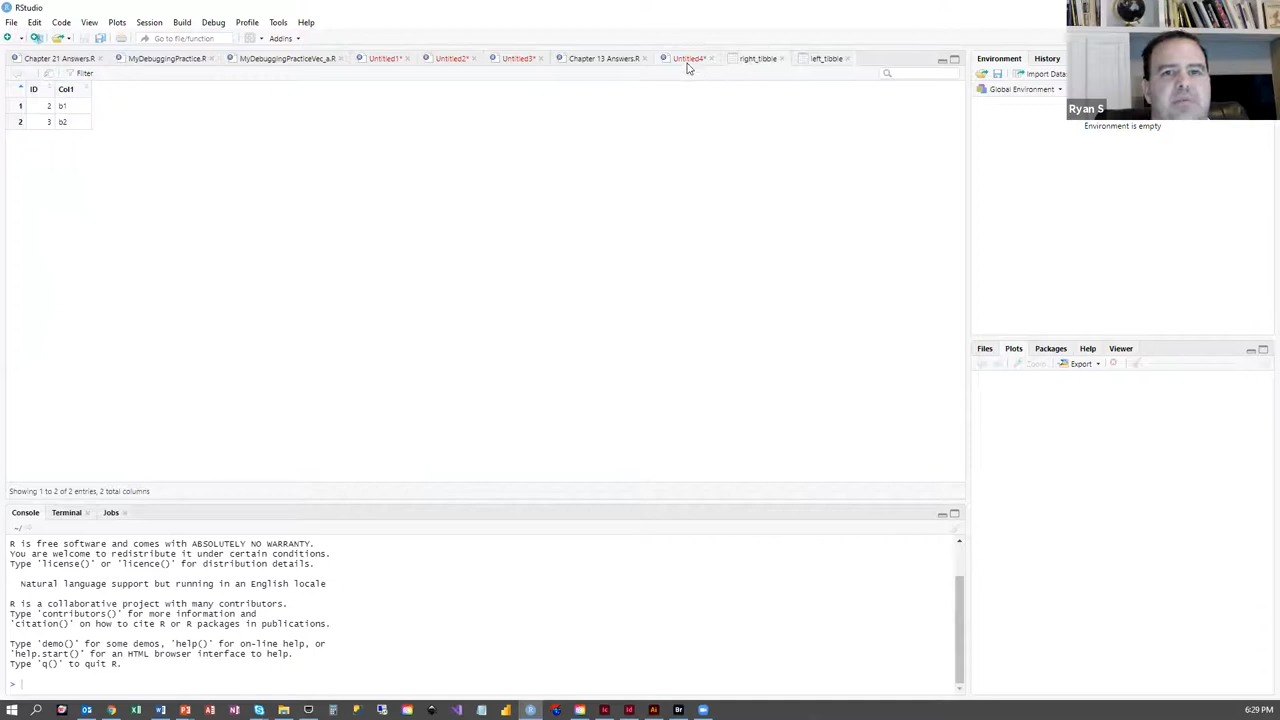 RStudio
File Edit Code View Plots Session Build Debug Profile Tools Help
Go to file/function Addins
Chapter 21 Answers.R MyDebuggingPractice.R MyDebuggingPracticeVec_a.R Untitled1* Untitled2* Untitled3* Chapter 13 Answers.R Untitled4* right_tibble left_tibble
Filter
ID Col1
1 2 b1
2 3 b2
Showing 1 to 2 of 2 entries, 2 total columns
Console Terminal Jobs
~/
R is free software and comes with ABSOLUTELY NO WARRANTY.
You are welcome to redistribute it under certain conditions.
Type 'license()' or 'licence()' for distribution details.
Natural language support but running in an English locale
R is a collaborative project with many contributors.
Type 'contributors()' for more information and
'citation()' on how to cite R or R packages in publications.
Type 'demo()' for some demos, 'help()' for on-line help, or
'help.start()' for an HTML browser interface to help.
Type 'q()' to quit R.
>
Environment History
Import Data
Global Environment
Ryan S
Environment is empty
Files Plots Packages Help Viewer
Zoom Export
6:29 PM